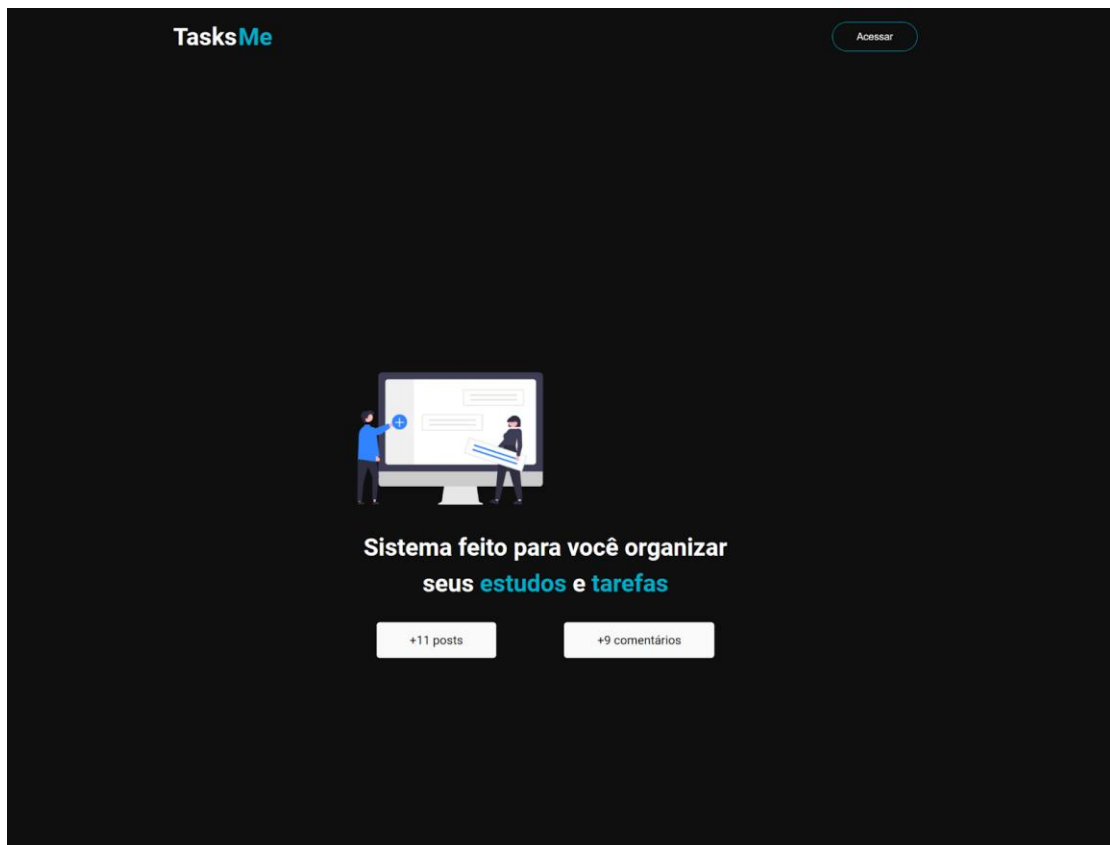 TasksMe
Acessar
Sistema feito para você organizar
seus estudos e tarefas
+11 posts
+9 comentários